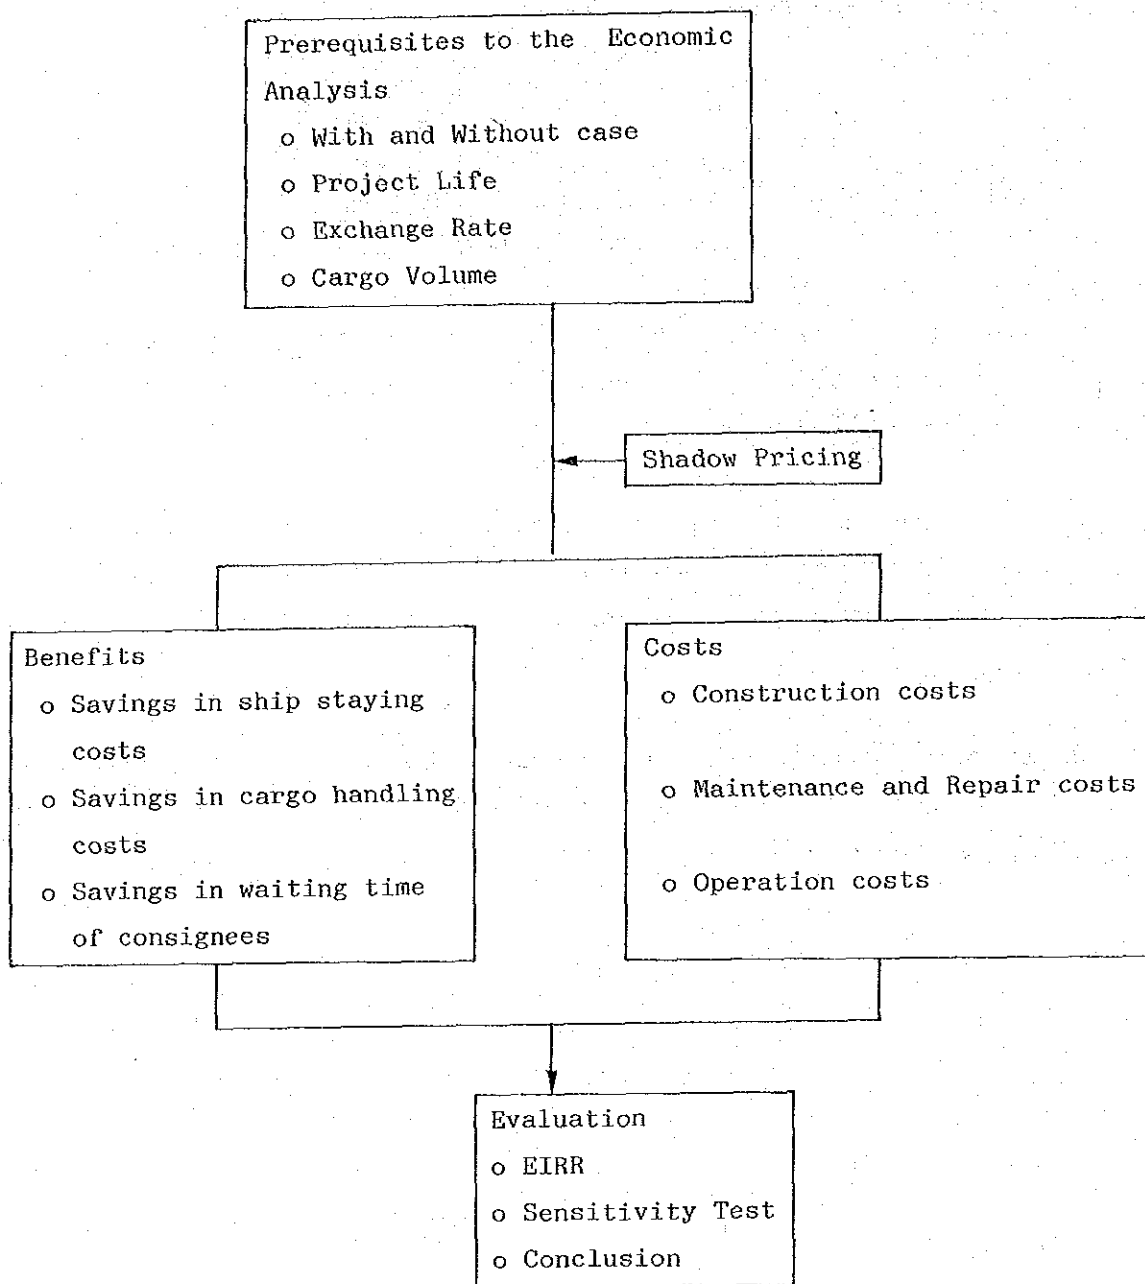 Prerequisites to the Economic
Analysis
o With and Without case
o Project Life
o Exchange Rate
o Cargo Volume
Shadow Pricing
Benefits
o Savings in ship staying
costs
o Savings in cargo handling
costs
o Savings in waiting time
of consignees
Costs
o Construction costs
o Maintenance and Repair costs
o Operation costs
Evaluation
o EIRR
o Sensitivity Test
o Conclusion